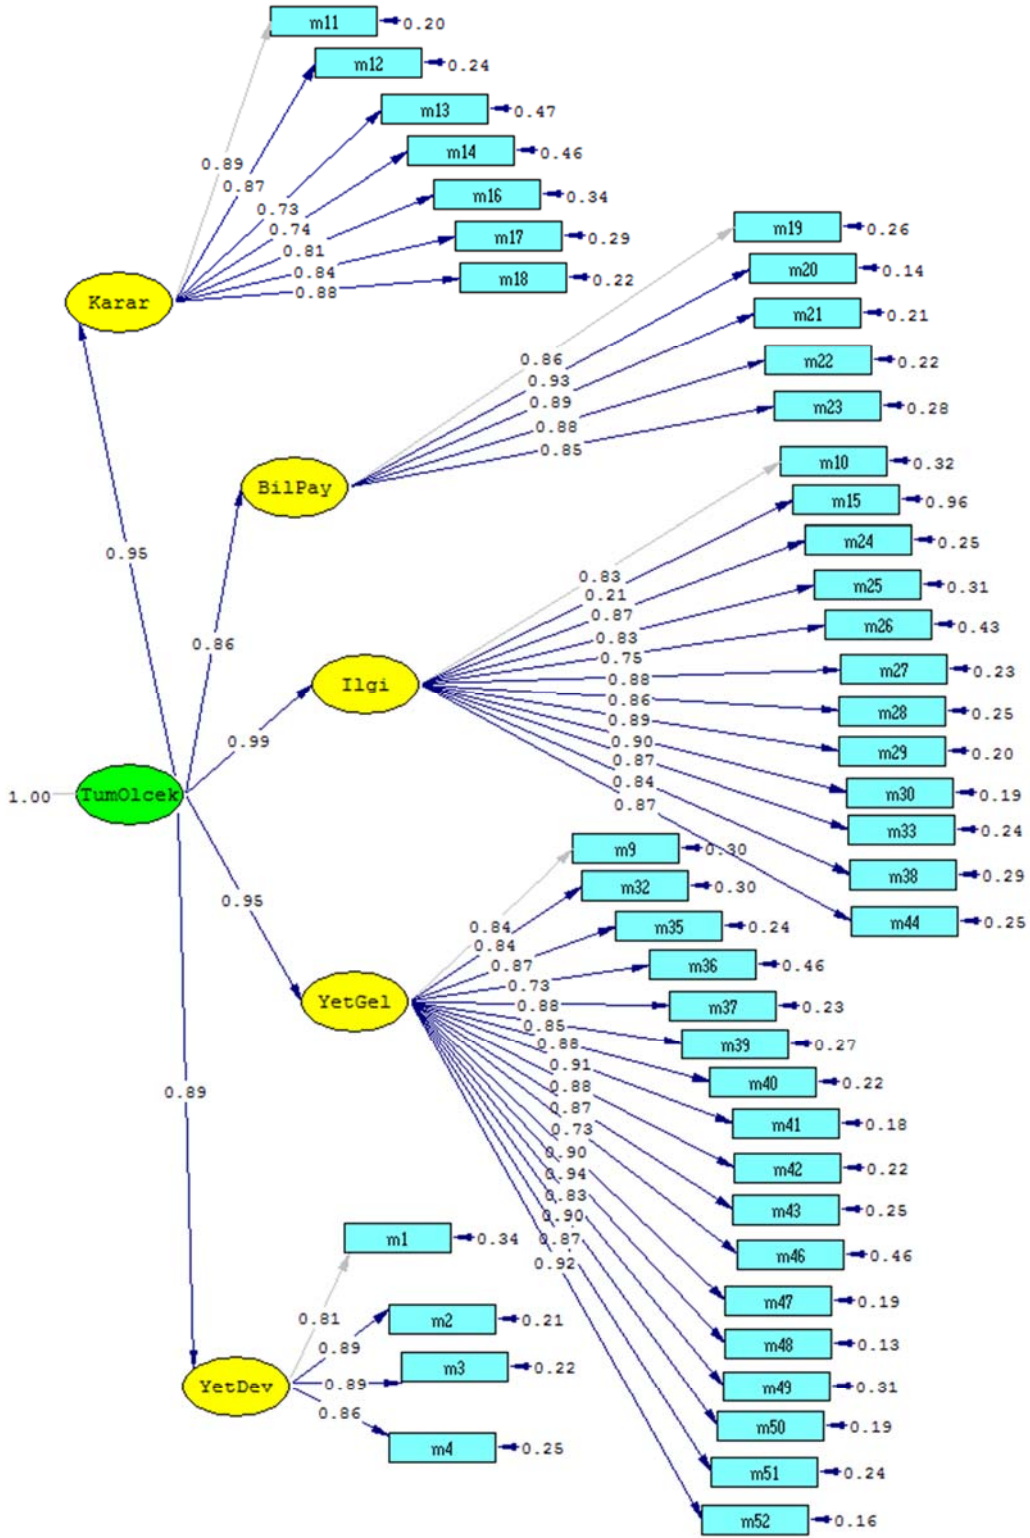 m11 0.20
m12 0.24
m13 0.47
m14 0.46
m16 0.34
m17 0.29
m18 0.22
0.89
0.87
0.73
0.74
0.81
0.84
0.88
Karar
m19 0.26
m20 0.14
m21 0.21
m22 0.22
m23 0.28
0.86
0.93
0.89
0.88
0.85
BilPay
m10 0.32
m15 0.96
m24 0.25
m25 0.31
m26 0.43
m27 0.23
m28 0.25
m29 0.20
m30 0.19
m33 0.24
m38 0.29
m44 0.25
0.83
0.21
0.87
0.83
0.75
0.88
0.86
0.89
0.90
0.87
0.84
0.87
Ilgi
0.95
0.86
0.99
1.00 TumOlcek
0.95
0.89
m9 0.30
m32 0.30
m35 0.24
m36 0.46
m37 0.23
m39 0.27
m40 0.22
m41 0.18
m42 0.22
m43 0.25
m46 0.46
m47 0.19
m48 0.13
m49 0.31
m50 0.19
m51 0.24
m52 0.16
0.84
0.84
0.87
0.73
0.88
0.85
0.88
0.91
0.88
0.87
0.73
0.90
0.94
0.83
0.90
0.87
0.92
YetGel
m1 0.34
m2 0.21
m3 0.22
m4 0.25
0.81
0.89
0.89
0.86
YetDev